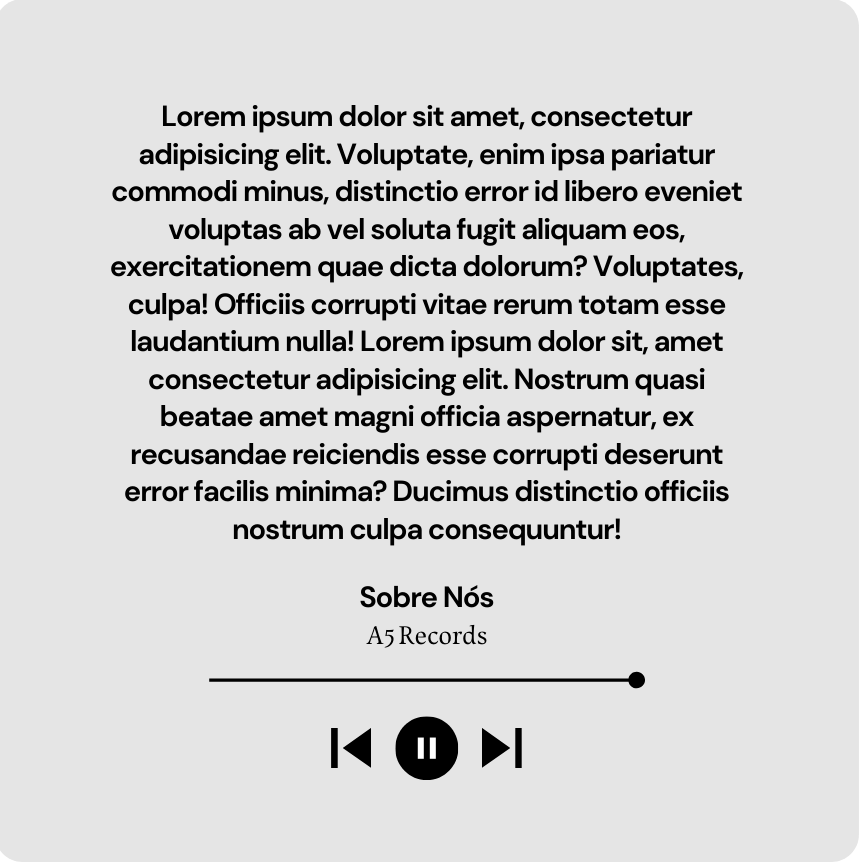 Lorem ipsum dolor sit amet, consectetur
adipisicing elit. Voluptate, enim ipsa pariatur
commodi minus, distinctio error id libero eveniet
voluptas ab vel soluta fugit aliquam eos,
exercitationem quae dicta dolorum? Voluptates,
culpa! Officiis corrupti vitae rerum totam esse
laudantium nulla! Lorem ipsum dolor sit, amet
consectetur adipisicing elit. Nostrum quasi
beatae amet magni officia aspernatur, ex
recusandae reiciendis esse corrupti deserunt
error facilis minima? Ducimus distinctio officiis
nostrum culpa consequuntur!
Sobre Nós
A5 Records